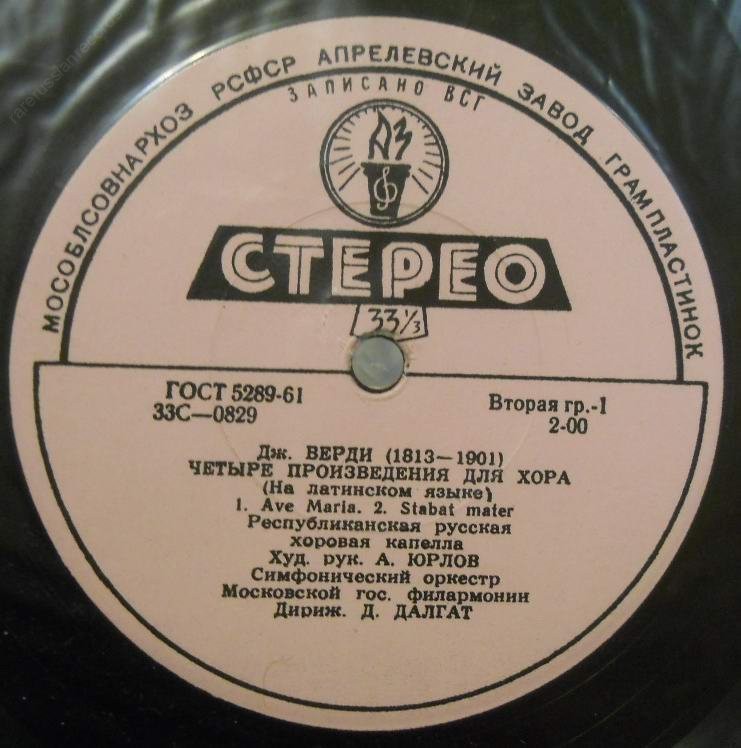 МОСОБЛСОВНАРХОЗ РСФСР АПРЕЛЕВСКИЙ ЗАВОД ГРАМПЛАСТИНОК
ЗАПИСАНО ВСГ
АЗ
СТЕРЕО
33⅓
ГОСТ 5289-61
33С—0829
Вторая гр.-1
2-00
Дж. ВЕРДИ (1813—1901)
ЧЕТЫРЕ ПРОИЗВЕДЕНИЯ ДЛЯ ХОРА
(На латинском языке)
1. Ave Maria. 2. Stabat mater
Республиканская русская
хоровая капелла
Худ. рук. А. ЮРЛОВ
Симфонический оркестр
Московской гос. филармонии
Дириж. Д. ДАЛГАТ